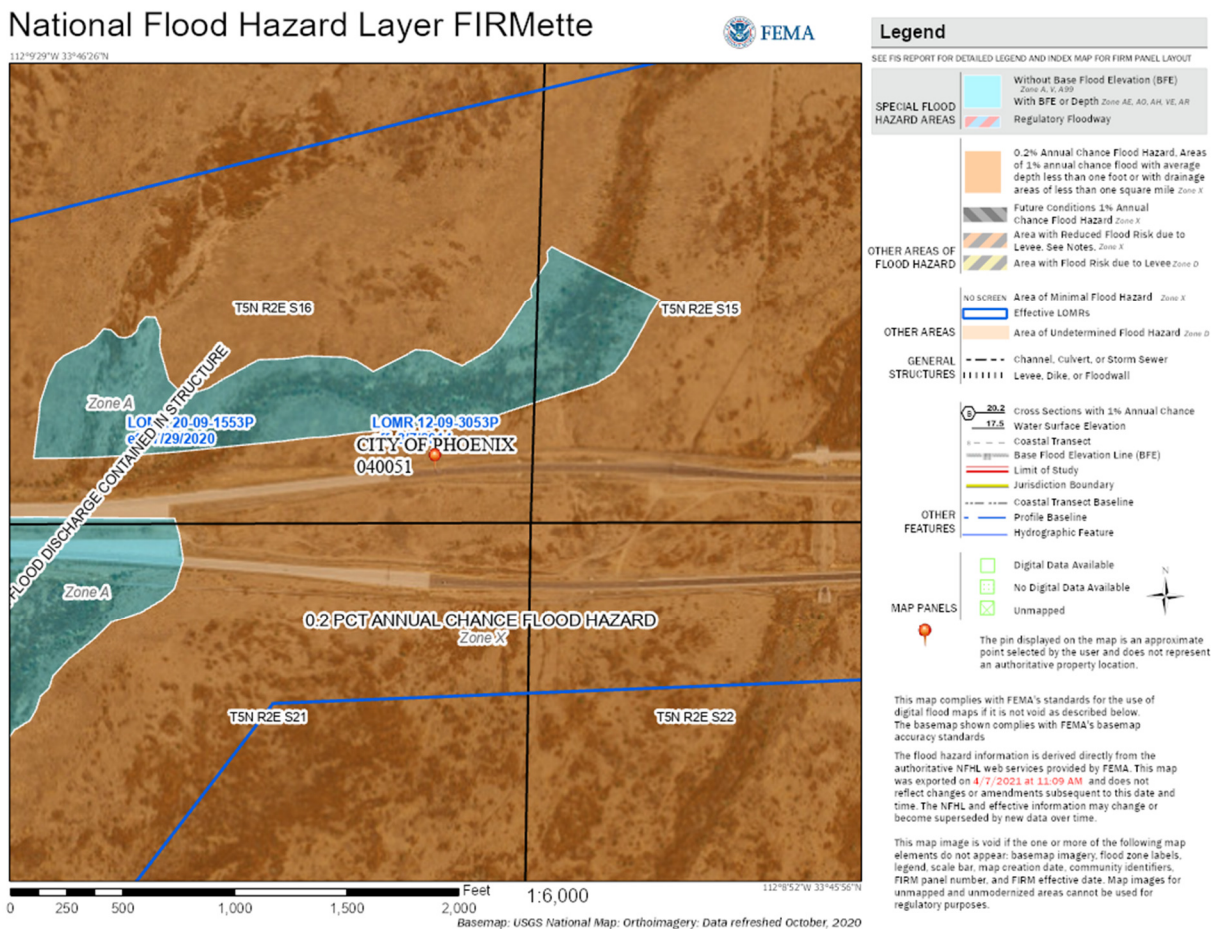 National Flood Hazard Layer FIRMette
FEMA
Legend
112°9'29"W 33°46'26"N
SEE FIS REPORT FOR DETAILED LEGEND AND INDEX MAP FOR FIRM PANEL LAYOUT
SPECIAL FLOOD
HAZARD AREAS
Without Base Flood Elevation (BFE)
Zone A, V, A99
With BFE or Depth Zone AE, AO, AH, VE, AR
Regulatory Floodway
0.2% Annual Chance Flood Hazard, Areas
of 1% annual chance flood with average
depth less than one foot or with drainage
areas of less than one square mile Zone X
Future Conditions 1% Annual
Chance Flood Hazard Zone X
Area with Reduced Flood Risk due to
Levee. See Notes. Zone X
Area with Flood Risk due to Levee Zone D
OTHER AREAS OF
FLOOD HAZARD
NO SCREEN Area of Minimal Flood Hazard Zone X
Effective LOMRs
OTHER AREAS
Area of Undetermined Flood Hazard Zone D
GENERAL
STRUCTURES
Channel, Culvert, or Storm Sewer
Levee, Dike, or Floodwall
B 20.2 Cross Sections with 1% Annual Chance
17.5 Water Surface Elevation
Coastal Transect
Base Flood Elevation Line (BFE)
Limit of Study
Jurisdiction Boundary
Coastal Transect Baseline
OTHER
FEATURES
Profile Baseline
Hydrographic Feature
Digital Data Available
No Digital Data Available
MAP PANELS
Unmapped
N
The pin displayed on the map is an approximate
point selected by the user and does not represent
an authoritative property location.
This map complies with FEMA's standards for the use of
digital flood maps if it is not void as described below.
The basemap shown complies with FEMA's basemap
accuracy standards
The flood hazard information is derived directly from the
authoritative NFHL web services provided by FEMA. This map
was exported on 4/7/2021 at 11:09 AM and does not
reflect changes or amendments subsequent to this date and
time. The NFHL and effective information may change or
become superseded by new data over time.
This map image is void if the one or more of the following map
elements do not appear: basemap imagery, flood zone labels,
legend, scale bar, map creation date, community identifiers,
FIRM panel number, and FIRM effective date. Map images for
unmapped and unmodernized areas cannot be used for
regulatory purposes.
T5N R2E S16
T5N R2E S15
FLOOD DISCHARGE CONTAINED IN STRUCTURE
Zone A
LOMR 20-09-1553P
/29/2020
LOMR 12-09-3053P
CITY OF PHOENIX
040051
Zone A
0.2 PCT ANNUAL CHANCE FLOOD HAZARD
Zone X
T5N R2E S21
T5N R2E S22
112°8'52"W 33°45'56"N
Feet
1:6,000
0 250 500 1,000 1,500 2,000
Basemap: USGS National Map: Orthoimagery: Data refreshed October, 2020